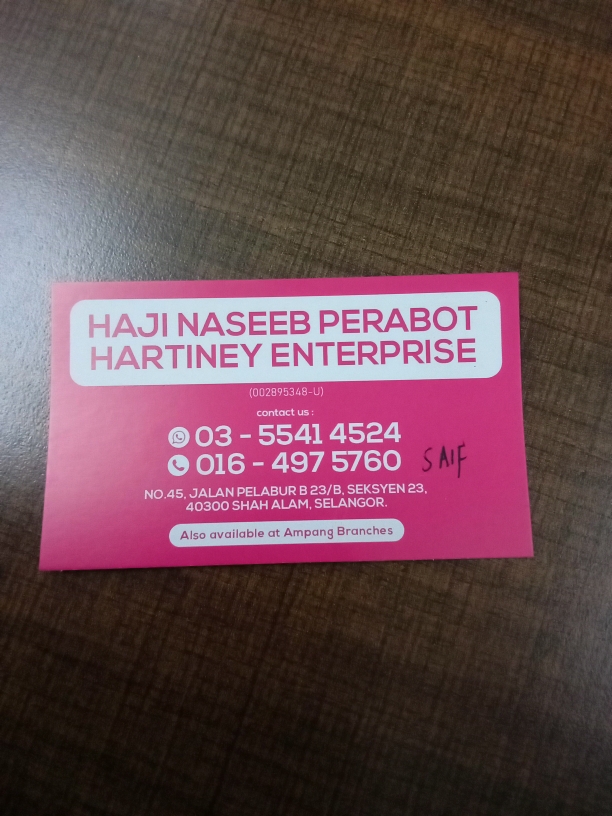 HAJI NASEEB PERABOT
HARTINEY ENTERPRISE
(002895348-U)
contact us :
03 - 5541 4524
016 - 497 5760 SAIF
NO.45, JALAN PELABUR B 23/B, SEKSYEN 23,
40300 SHAH ALAM, SELANGOR.
Also available at Ampang Branches